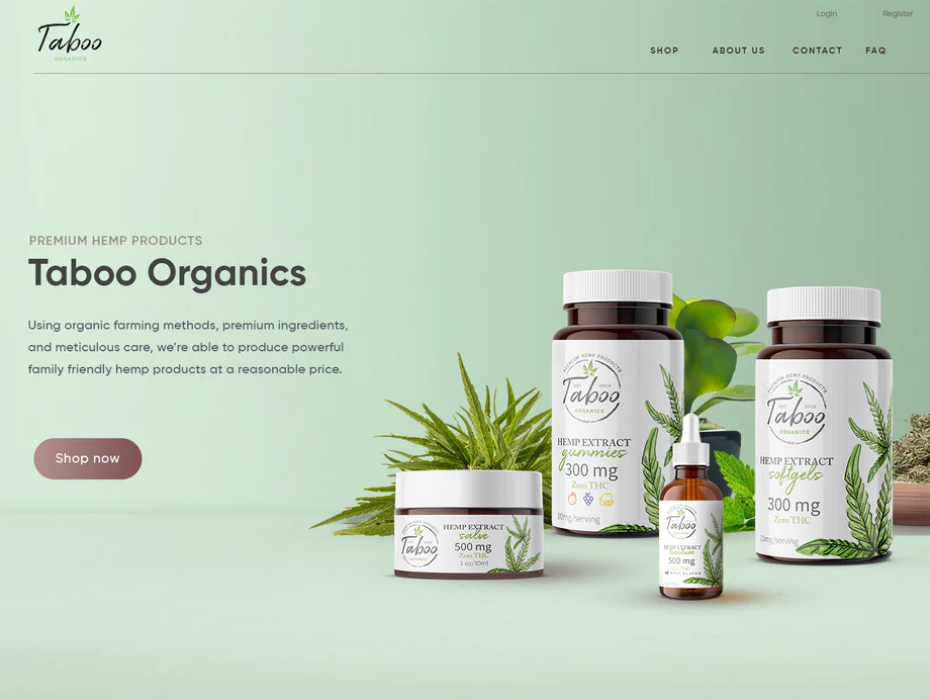 Taboo
ORGANICS
Login
Register
SHOP
ABOUT US
CONTACT
FAQ
PREMIUM HEMP PRODUCTS
Taboo Organics
Using organic farming methods, premium ingredients,
and meticulous care, we’re able to produce powerful
family friendly hemp products at a reasonable price.
Shop now
PREMIUM HEMP PRODUCTS
Taboo
ORGANICS
HEMP EXTRACT
gummies
300 mg
Zero THC
10mg/serving
PREMIUM HEMP PRODUCTS
Taboo
ORGANICS
HEMP EXTRACT
softgels
300 mg
Zero THC
Taboo
HEMP EXTRACT
salve
500 mg
Zero THC
1 oz/30ml
Taboo
HEMP EXTRACT
500 mg
Zero THC